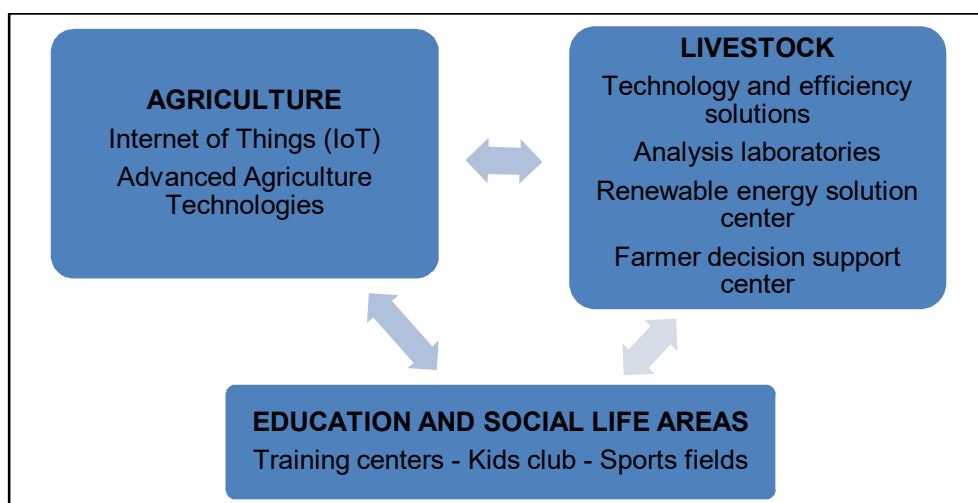 AGRICULTURE
Internet of Things (IoT)
Advanced Agriculture
Technologies
LIVESTOCK
Technology and efficiency
solutions
Analysis laboratories
Renewable energy solution
center
Farmer decision support
center
EDUCATION AND SOCIAL LIFE AREAS
Training centers - Kids club - Sports fields